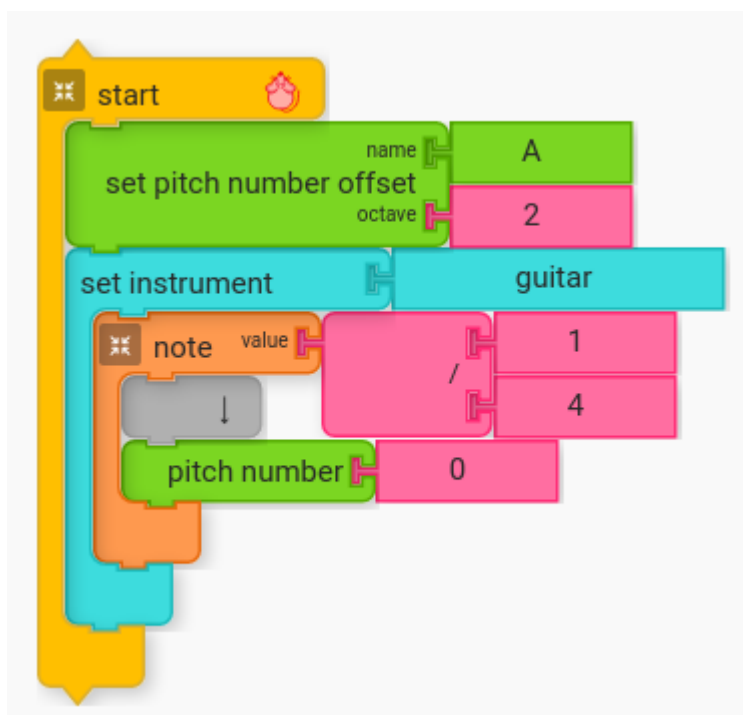 start
name A
set pitch number offset
octave 2
set instrument guitar
note value 1
/
4
↓
pitch number 0